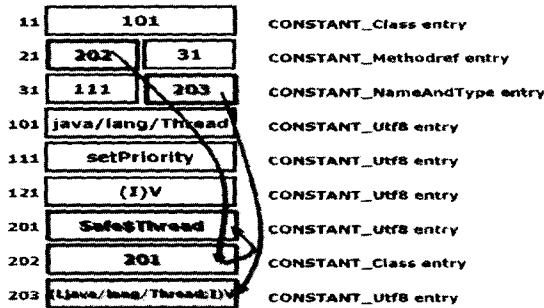 11 101 CONSTANT_Class entry
21 202 31 CONSTANT_Methodref entry
31 111 203 CONSTANT_NameAndType entry
101 java/lang/Thread CONSTANT_Utf8 entry
111 setPriority CONSTANT_Utf8 entry
121 (I)V CONSTANT_Utf8 entry
201 Safe$Thread CONSTANT_Utf8 entry
202 201 CONSTANT_Class entry
203 (Ljava/lang/Thread;I)V CONSTANT_Utf8 entry